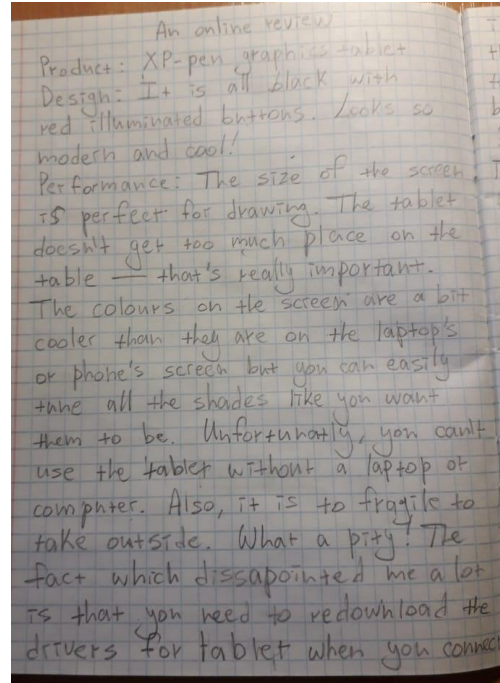 An online review
Product: XP-pen graphics tablet
Design: It is all black with
red illuminated buttons. Looks so
modern and cool!
Performance: The size of the screen
is perfect for drawing. The tablet
doesn't get too much place on the
table — that's really important.
The colours on the screen are a bit
cooler than they are on the laptop's
or phone's screen but you can easily
tune all the shades like you want
them to be. Unfortunatly, you can't
use the tablet without a laptop or
computer. Also, it is to fragile to
take outside. What a pity! The
fact which dissapointed me a lot
is that you need to redownload the
drivers for tablet when you connec